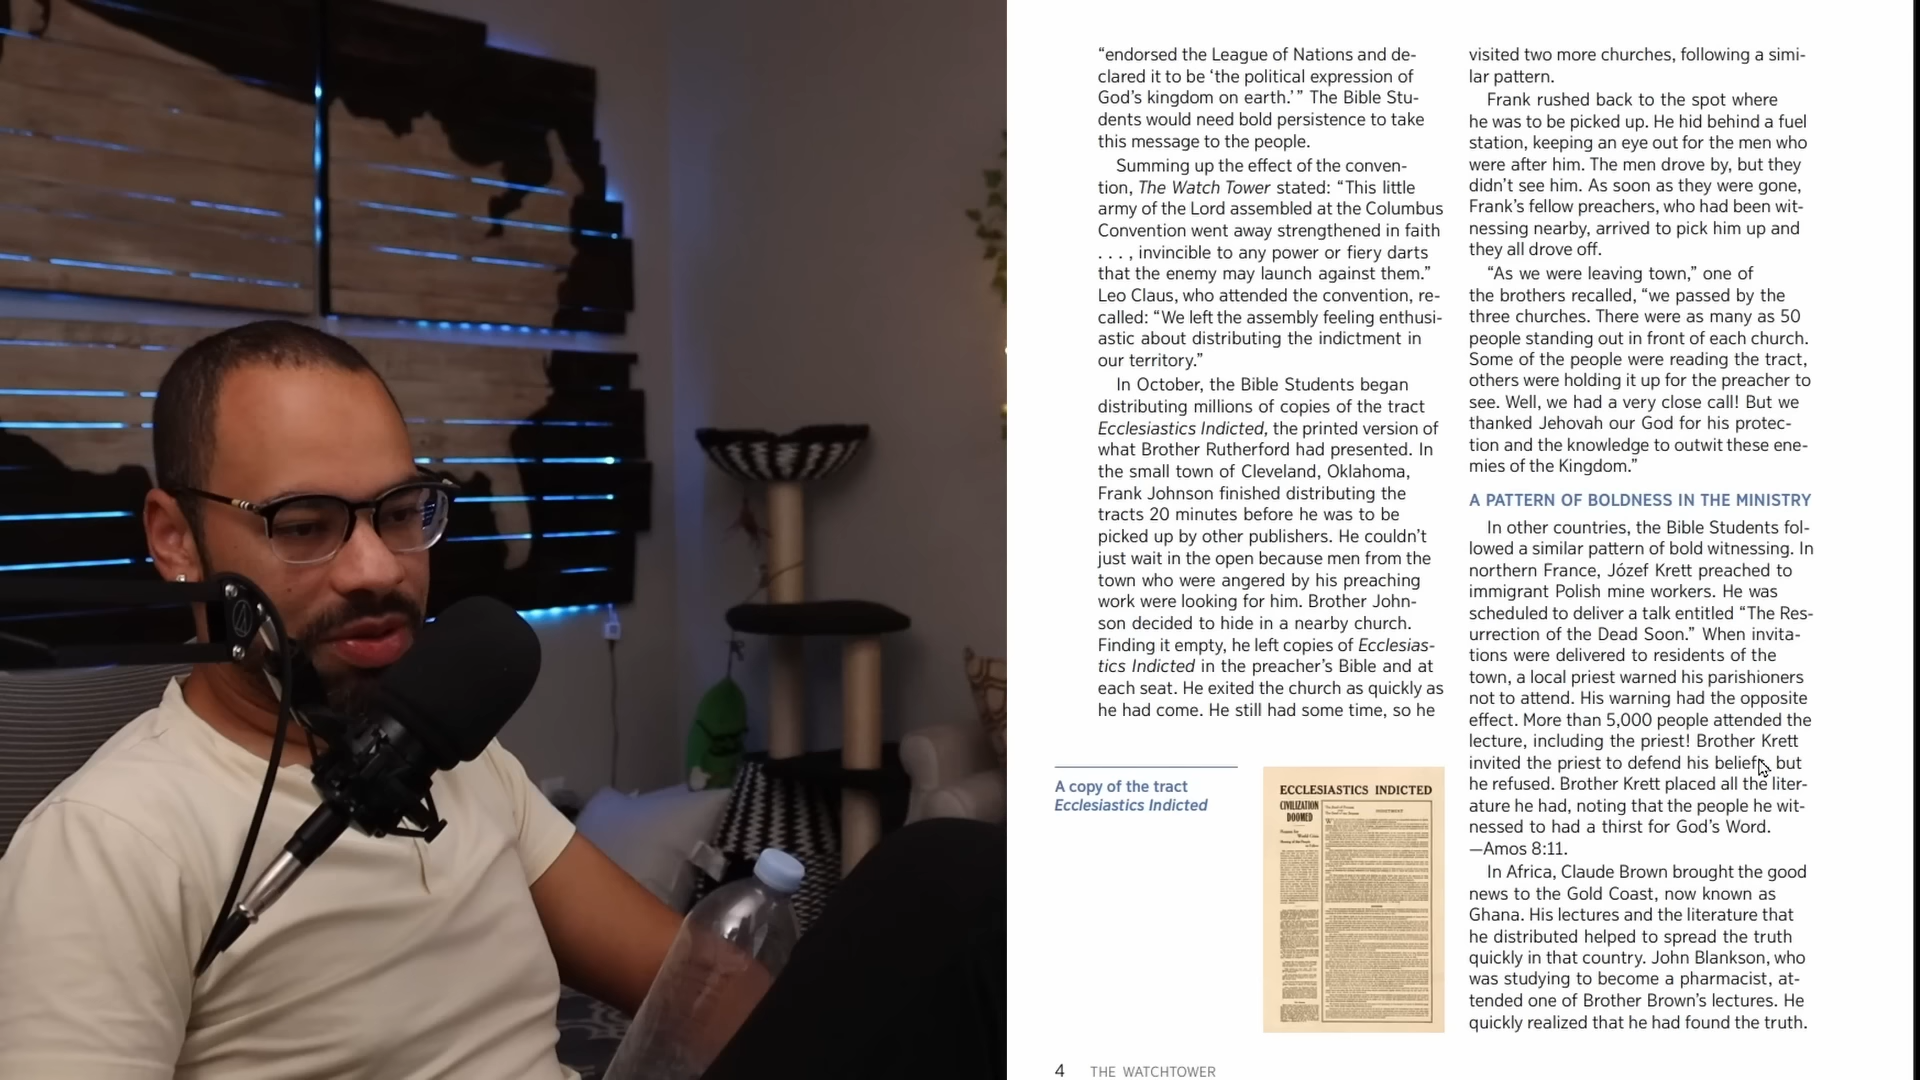 “endorsed the League of Nations and de-
clared it to be ‘the political expression of
God’s kingdom on earth.’” The Bible Stu-
dents would need bold persistence to take
this message to the people.
Summing up the effect of the conven-
tion, The Watch Tower stated: “This little
army of the Lord assembled at the Columbus
Convention went away strengthened in faith
. . . , invincible to any power or fiery darts
that the enemy may launch against them.”
Leo Claus, who attended the convention, re-
called: “We left the assembly feeling enthusi-
astic about distributing the indictment in
our territory.”
In October, the Bible Students began
distributing millions of copies of the tract
Ecclesiastics Indicted, the printed version of
what Brother Rutherford had presented. In
the small town of Cleveland, Oklahoma,
Frank Johnson finished distributing the
tracts 20 minutes before he was to be
picked up by other publishers. He couldn’t
just wait in the open because men from the
town who were angered by his preaching
work were looking for him. Brother John-
son decided to hide in a nearby church.
Finding it empty, he left copies of Ecclesias-
tics Indicted in the preacher’s Bible and at
each seat. He exited the church as quickly as
he had come. He still had some time, so he
A copy of the tract
Ecclesiastics Indicted
ECCLESIASTICS INDICTED
CIVILIZATION
DOOMED
INDICTMENT
4 THE WATCHTOWER
visited two more churches, following a simi-
lar pattern.
Frank rushed back to the spot where
he was to be picked up. He hid behind a fuel
station, keeping an eye out for the men who
were after him. The men drove by, but they
didn’t see him. As soon as they were gone,
Frank’s fellow preachers, who had been wit-
nessing nearby, arrived to pick him up and
they all drove off.
“As we were leaving town,” one of
the brothers recalled, “we passed by the
three churches. There were as many as 50
people standing out in front of each church.
Some of the people were reading the tract,
others were holding it up for the preacher to
see. Well, we had a very close call! But we
thanked Jehovah our God for his protec-
tion and the knowledge to outwit these ene-
mies of the Kingdom.”
A PATTERN OF BOLDNESS IN THE MINISTRY
In other countries, the Bible Students fol-
lowed a similar pattern of bold witnessing. In
northern France, Józef Krett preached to
immigrant Polish mine workers. He was
scheduled to deliver a talk entitled “The Res-
urrection of the Dead Soon.” When invita-
tions were delivered to residents of the
town, a local priest warned his parishioners
not to attend. His warning had the opposite
effect. More than 5,000 people attended the
lecture, including the priest! Brother Krett
invited the priest to defend his beliefs, but
he refused. Brother Krett placed all the liter-
ature he had, noting that the people he wit-
nessed to had a thirst for God’s Word.
—Amos 8:11.
In Africa, Claude Brown brought the good
news to the Gold Coast, now known as
Ghana. His lectures and the literature that
he distributed helped to spread the truth
quickly in that country. John Blankson, who
was studying to become a pharmacist, at-
tended one of Brother Brown’s lectures. He
quickly realized that he had found the truth.